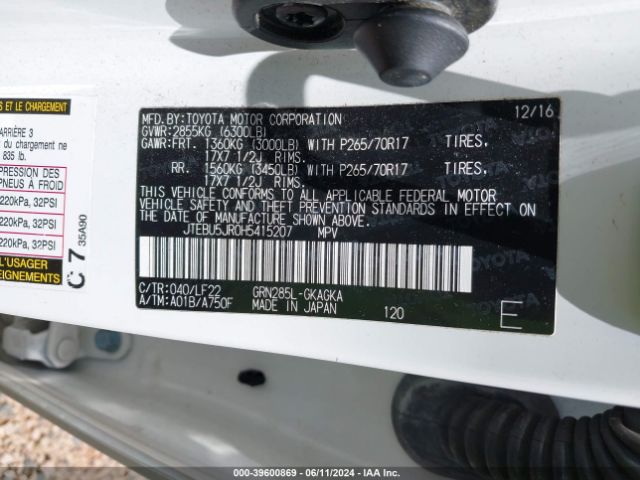 S ET
ARRIÈRE 3
du chargement ne
835 lb.
PRESSION DES
PNEUS À FROID
220kPa, 32PSI
220kPa, 32PSI
220kPa, 32PSI
L'USAGER
C 7 35A90
MFD. BY:TOYOTA MOTOR CORPORATION 12/16
GVWR:2855KG (6300LB)
GAWR:FRT. 1360KG (3000LB) WITH P265/70R17 TIRES.
17X7 1/2J RIMS.
RR. 1560KG (3450LB) WITH P265/70R17 TIRES.
17X7 1/2J RIMS.
THIS VEHICLE CONFORMS TO ALL APPLICABLE FEDERAL MOTOR
VEHICLE SAFETY AND THEFT PREVENTION STANDARDS IN EFFECT ON
THE DATE OF MANUFACTURE SHOWN ABOVE.
JTEBU5JR0H5415207 MPV
C/TR:040/LF22 GRN285L-GKAGKA
A/TM:A01B/A750F MADE IN JAPAN 120 E
000-39600869 - 06/11/2024 - IAA Inc.